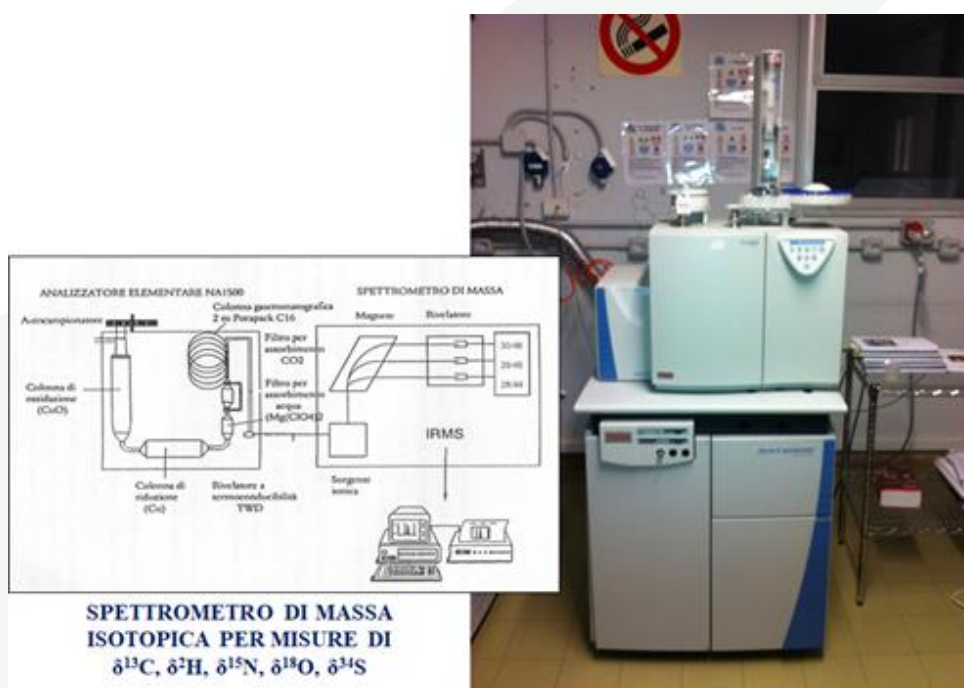 ANALIZZATORE ELEMENTARE NA1500
SPETTROMETRO DI MASSA
Autocampionatore
Colonna gascromatografica
2 m Porapack C16
Filtro per
assorbimento
CO2
Filtro per
assorbimento
acqua
(Mg(ClO4)2
Colonna di
ossidazione
(CuO)
Colonna di
riduzione
(Cu)
Rivelatore a
termoconducibilità
TWD
Magnete
Rivelatore
28-44
IRMS
Sorgente
ionica
SPETTROMETRO DI MASSA
ISOTOPICA PER MISURE DI
δ¹³C, δ²H, δ¹⁵N, δ¹⁸O, δ³⁴S